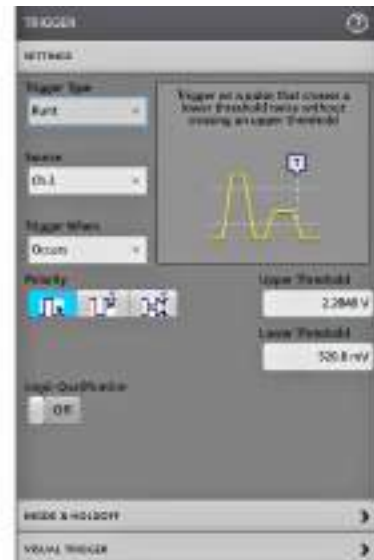 TRIGGER
SETTINGS
Trigger Type
Runt
Trigger on a pulse that crosses a
lower threshold twice without
crossing an upper threshold
T
Source
Ch 1
Trigger When
Occurs
Polarity
Upper Threshold
Lower Threshold
520.8 mV
Logic Qualification
Off
MODE & HOLDOFF
VISUAL TRIGGER